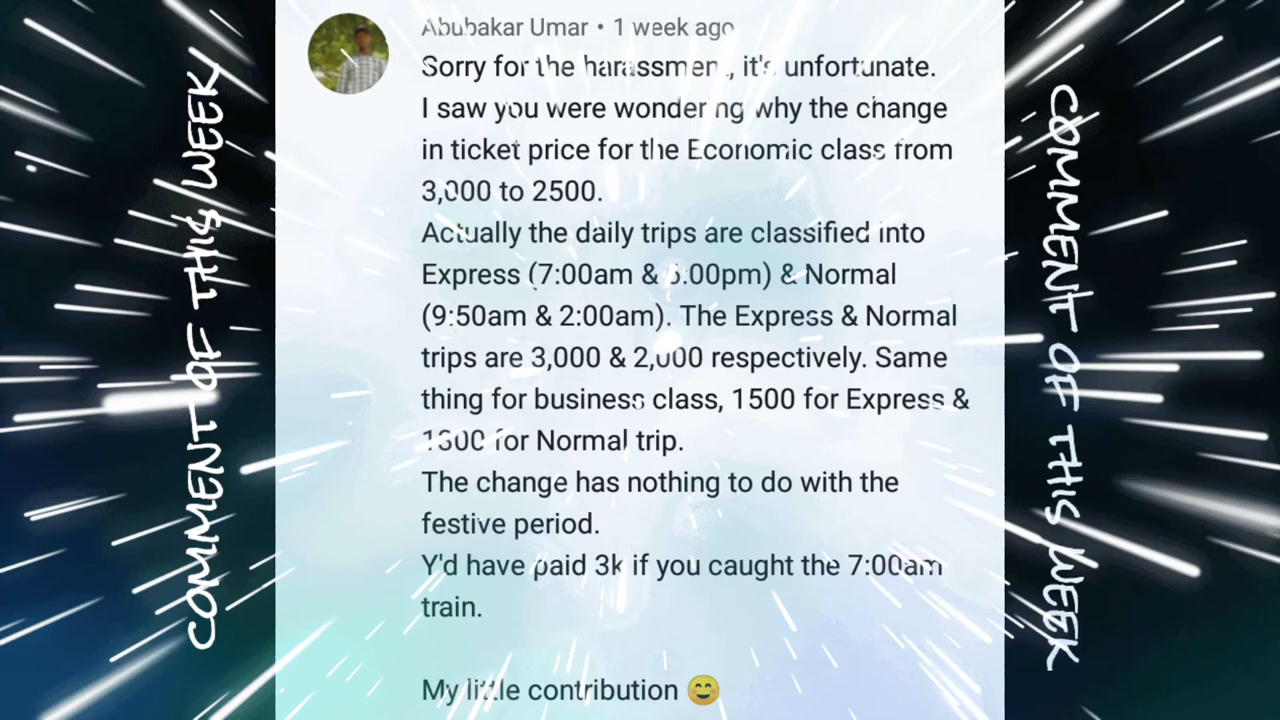 COMMENT OF THIS WEEK
Abubakar Umar • 1 week ago
Sorry for the harassment, it's unfortunate.
I saw you were wondering why the change
in ticket price for the Economic class from
3,000 to 2500.
Actually the daily trips are classified into
Express (7:00am & 6:00pm) & Normal
(9:50am & 2:00am). The Express & Normal
trips are 3,000 & 2,000 respectively. Same
thing for business class, 1500 for Express &
for Normal trip.
The change has nothing to do with the
festive period.
Y'd have paid 3k if you caught the 7:00am
train.
My little contribution 😊
COMMENT OF THIS WEEK